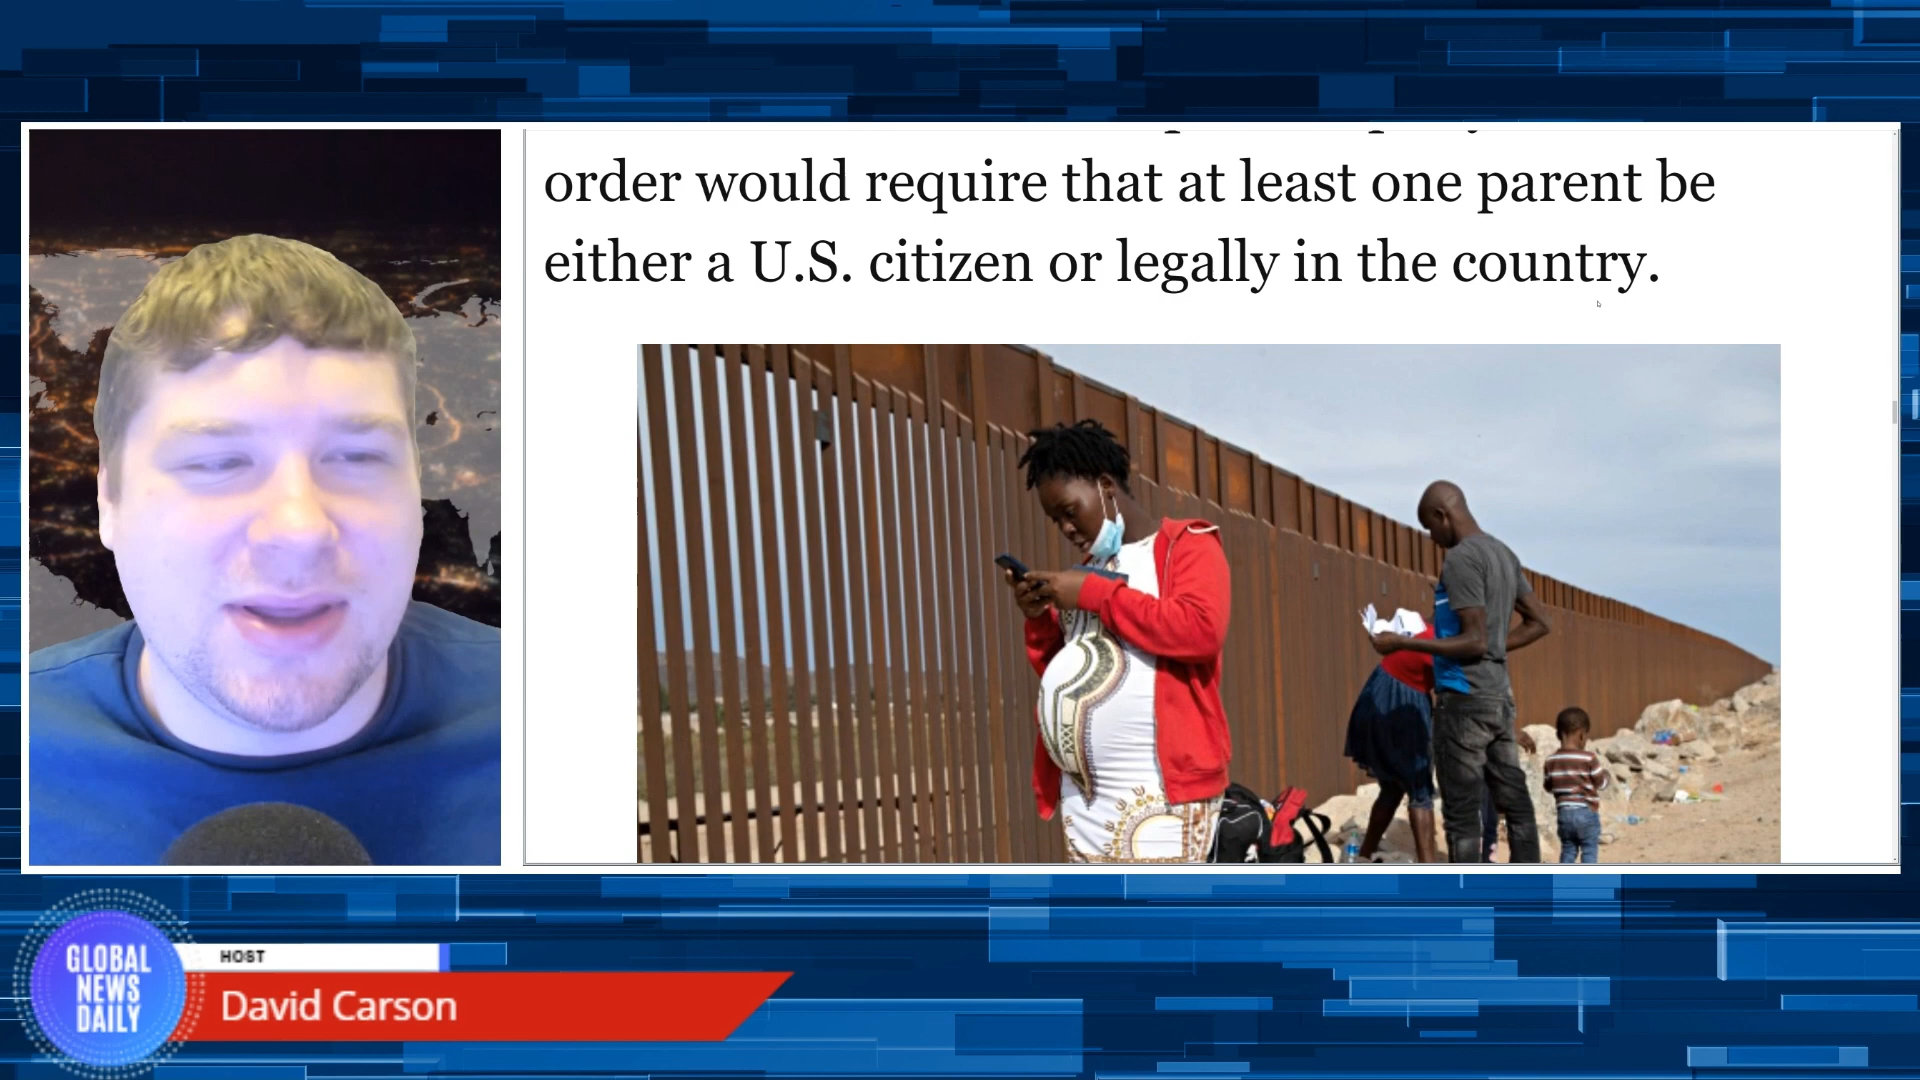 order would require that at least one parent be
either a U.S. citizen or legally in the country.
GLOBAL
NEWS
DAILY
HOST
David Carson